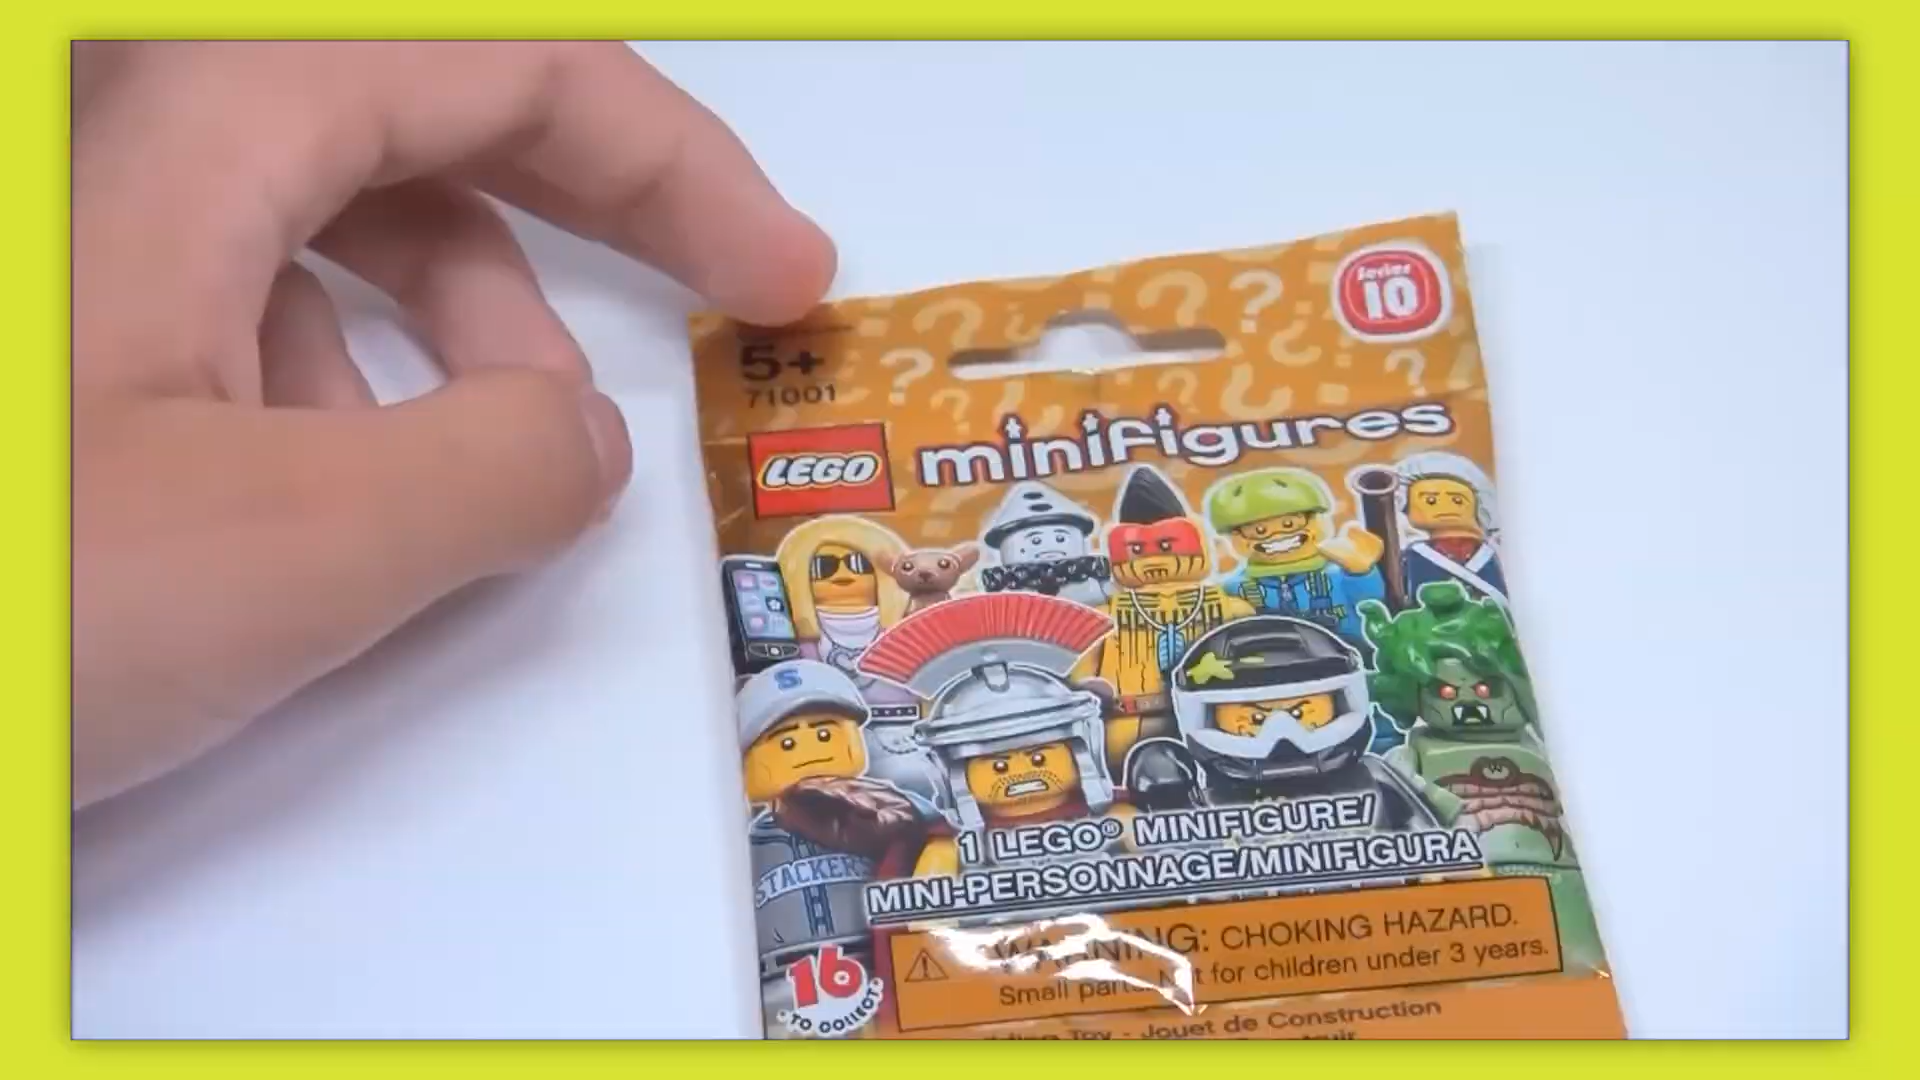 Series
10
5+
71001
LEGO
minifigures
S
STACKERS
1 LEGO® MINIFIGURE/
MINI-PERSONNAGE/MINIFIGURA
WARNING: CHOKING HAZARD.
Small parts. Not for children under 3 years.
16
TO COLLECT
Toy - Jouet de Construction